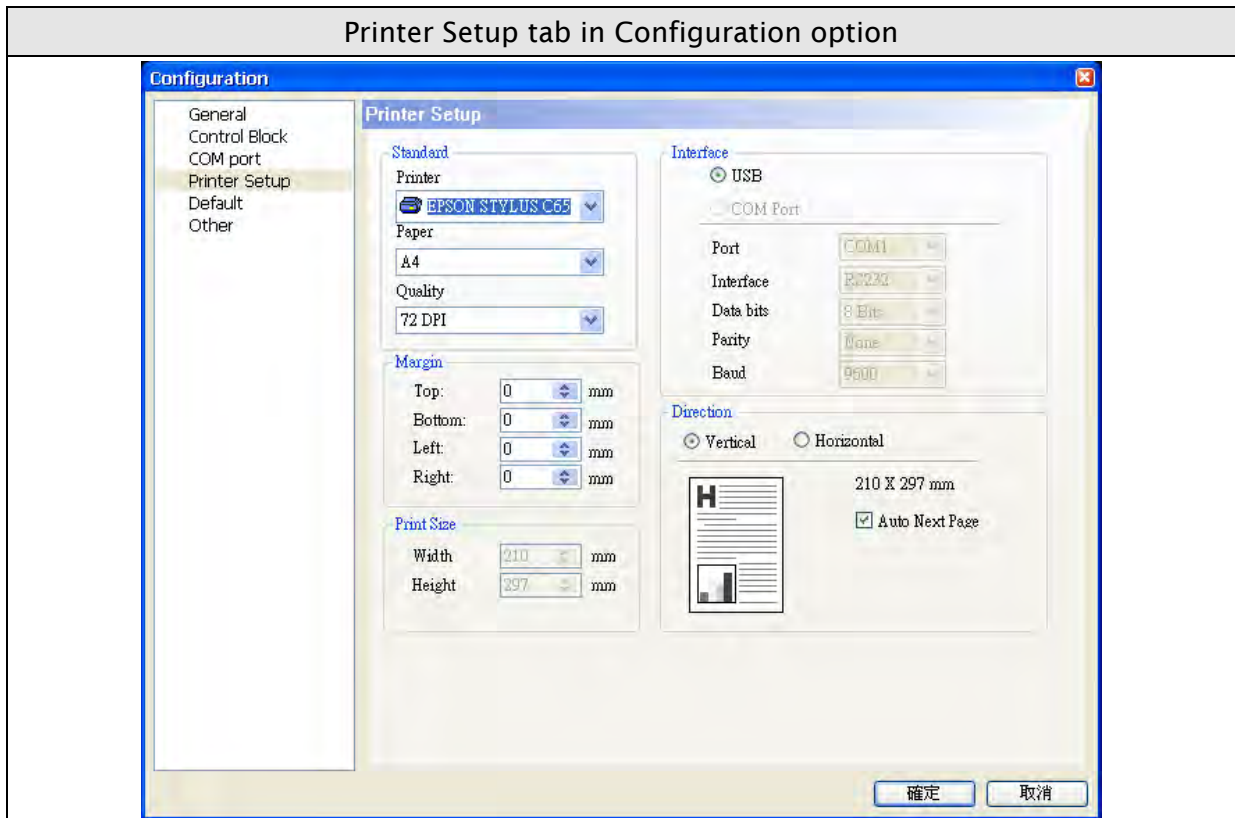 Printer Setup tab in Configuration option
Configuration
General
Control Block
COM port
Printer Setup
Default
Other
Printer Setup
Standard
Printer
EPSON STYLUS C65
Paper
A4
Quality
72 DPI
Margin
Top: 0 mm
Bottom: 0 mm
Left: 0 mm
Right: 0 mm
Print Size
Width 210 mm
Height 297 mm
Interface
USB
COM Port
Port COM1
Interface RS232
Data bits 8 Bits
Parity None
Baud 9600
Direction
Vertical Horizontal
H
210 X 297 mm
Auto Next Page
確定 取消